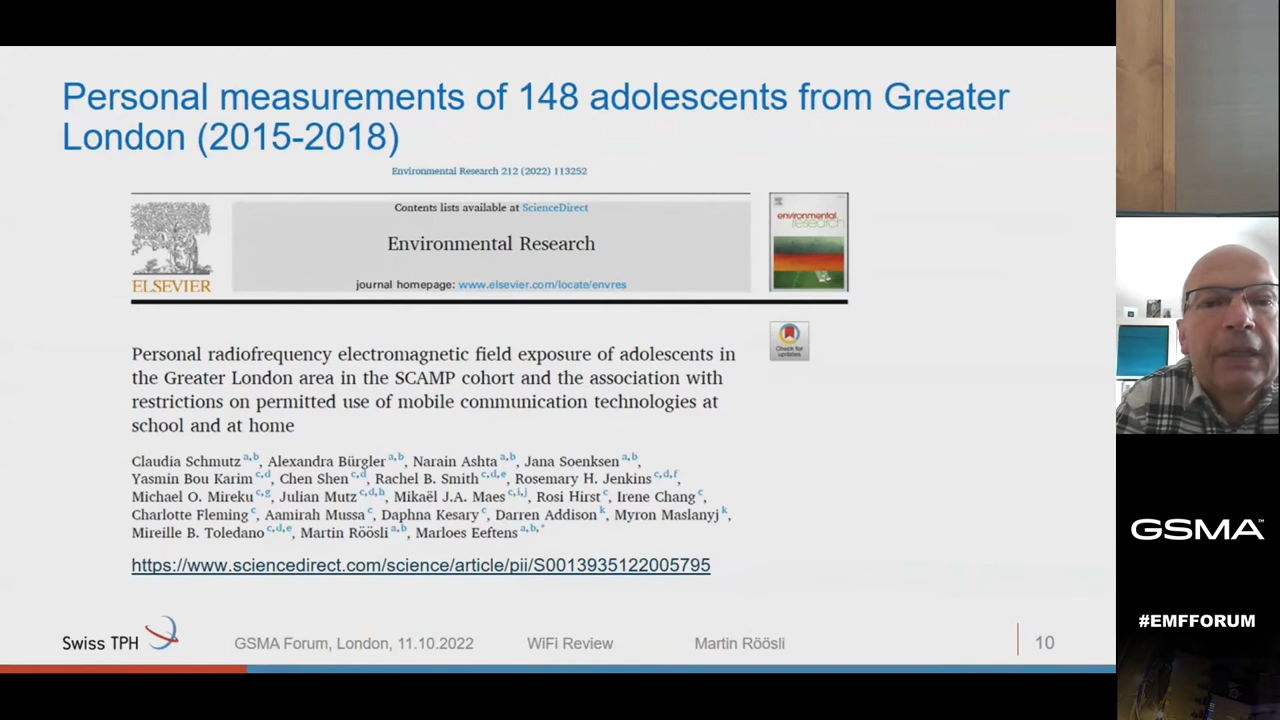 Personal measurements of 148 adolescents from Greater
London (2015-2018)
Environmental Research 212 (2022) 113252
Contents lists available at ScienceDirect
Environmental Research
journal homepage: www.elsevier.com/locate/envres
ELSEVIER
environmental
research
Check for
updates
Personal radiofrequency electromagnetic field exposure of adolescents in
the Greater London area in the SCAMP cohort and the association with
restrictions on permitted use of mobile communication technologies at
school and at home
Claudia Schmutz a,b, Alexandra Bürgler a,b, Narain Ashta a,b, Jana Soenksen a,b,
Yasmin Bou Karim c,d, Chen Shen c,d, Rachel B. Smith c,d,e, Rosemary H. Jenkins c,d,f,
Michael O. Mireku c,g, Julian Mutz c,d,h, Mikaël J.A. Maes c,i,j, Rosi Hirst c, Irene Chang c,
Charlotte Fleming c, Aamirah Mussa c, Daphna Kesary c, Darren Addison k, Myron Maslanyj k,
Mireille B. Toledano c,d,e, Martin Röösli a,b, Marloes Eeftens a,b,*
https://www.sciencedirect.com/science/article/pii/S0013935122005795
Swiss TPH
GSMA Forum, London, 11.10.2022
WiFi Review
Martin Röösli
10
GSMA™
#EMFFORUM